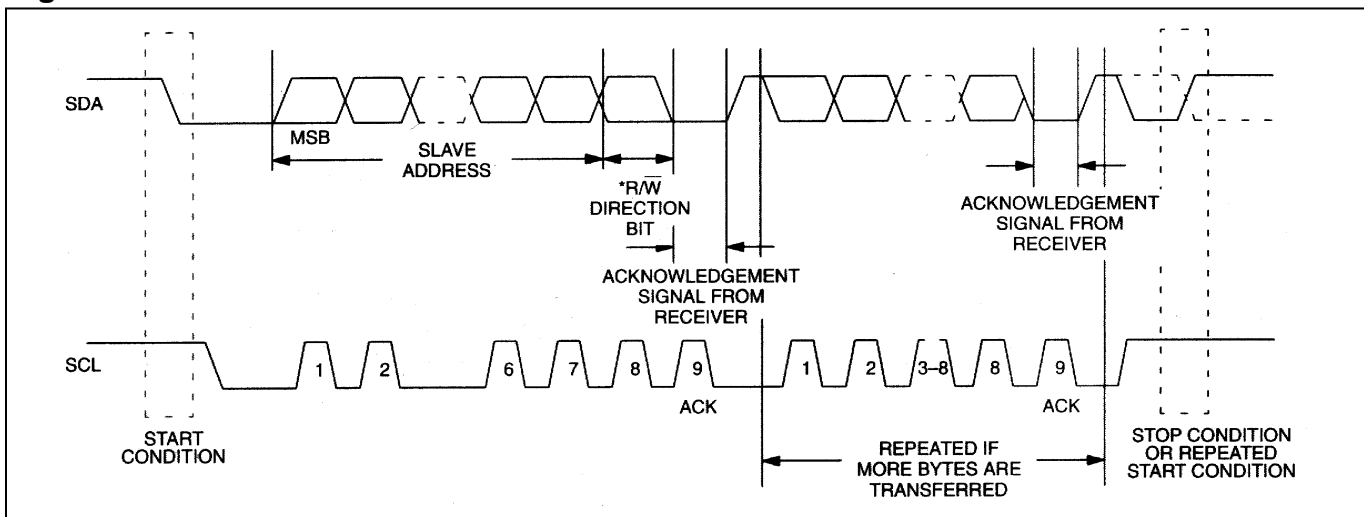 SDA
MSB
SLAVE
ADDRESS
*R/W̅
DIRECTION
BIT
ACKNOWLEDGEMENT
SIGNAL FROM
RECEIVER
ACKNOWLEDGEMENT
SIGNAL FROM
RECEIVER
SCL
1
2
6
7
8
9
1
2
3–8
8
9
ACK
ACK
START
CONDITION
REPEATED IF
MORE BYTES ARE
TRANSFERRED
STOP CONDITION
OR REPEATED
START CONDITION